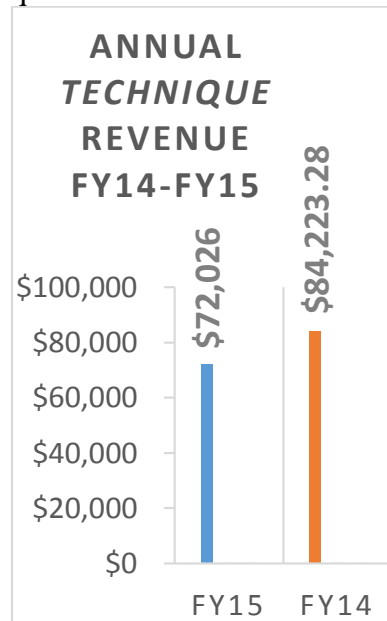 ANNUAL
TECHNIQUE
REVENUE
FY14-FY15
$72,026
$84,223.28
$100,000
$80,000
$60,000
$40,000
$20,000
$0
FY15 FY14